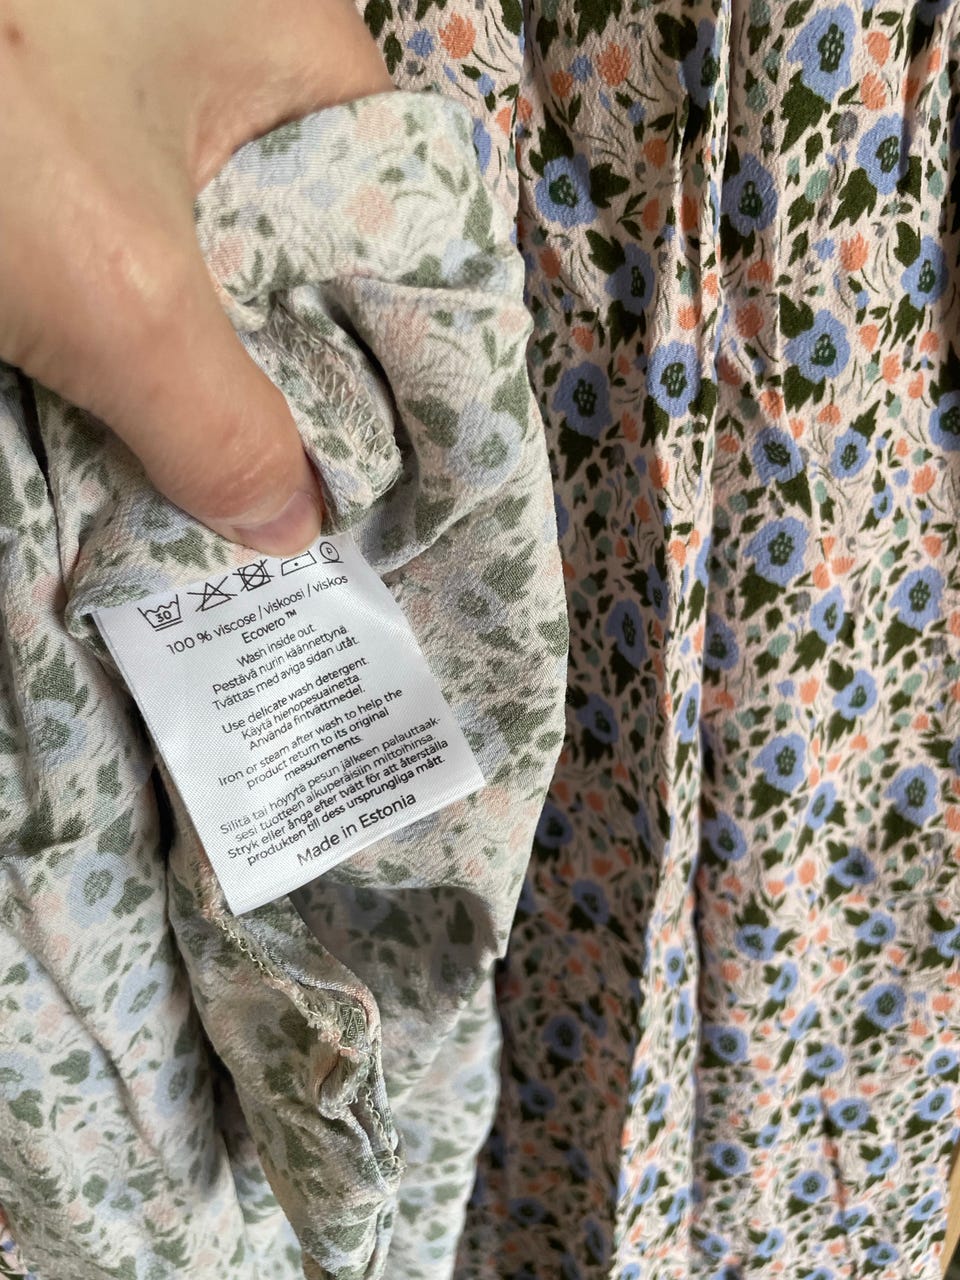 30
P
100 % viscose / viskoosi / viskos
Ecovero™
Wash inside out
Pestävä nurin käännettynä
Tvättas med aviga sidan utåt.
Use delicate wash detergent.
Käytä hienopesuainetta.
Använda fintvättmedel.
Iron or steam after wash to help the
product return to its original
measurements.
Silitä tai höyrytä pesun jälkeen palauttaak-
sesi tuotteen alkuperäisiin mittoihinsa.
Stryk eller ånga efter tvätt för att återställa
produkten till dess ursprungliga mått.
Made in Estonia